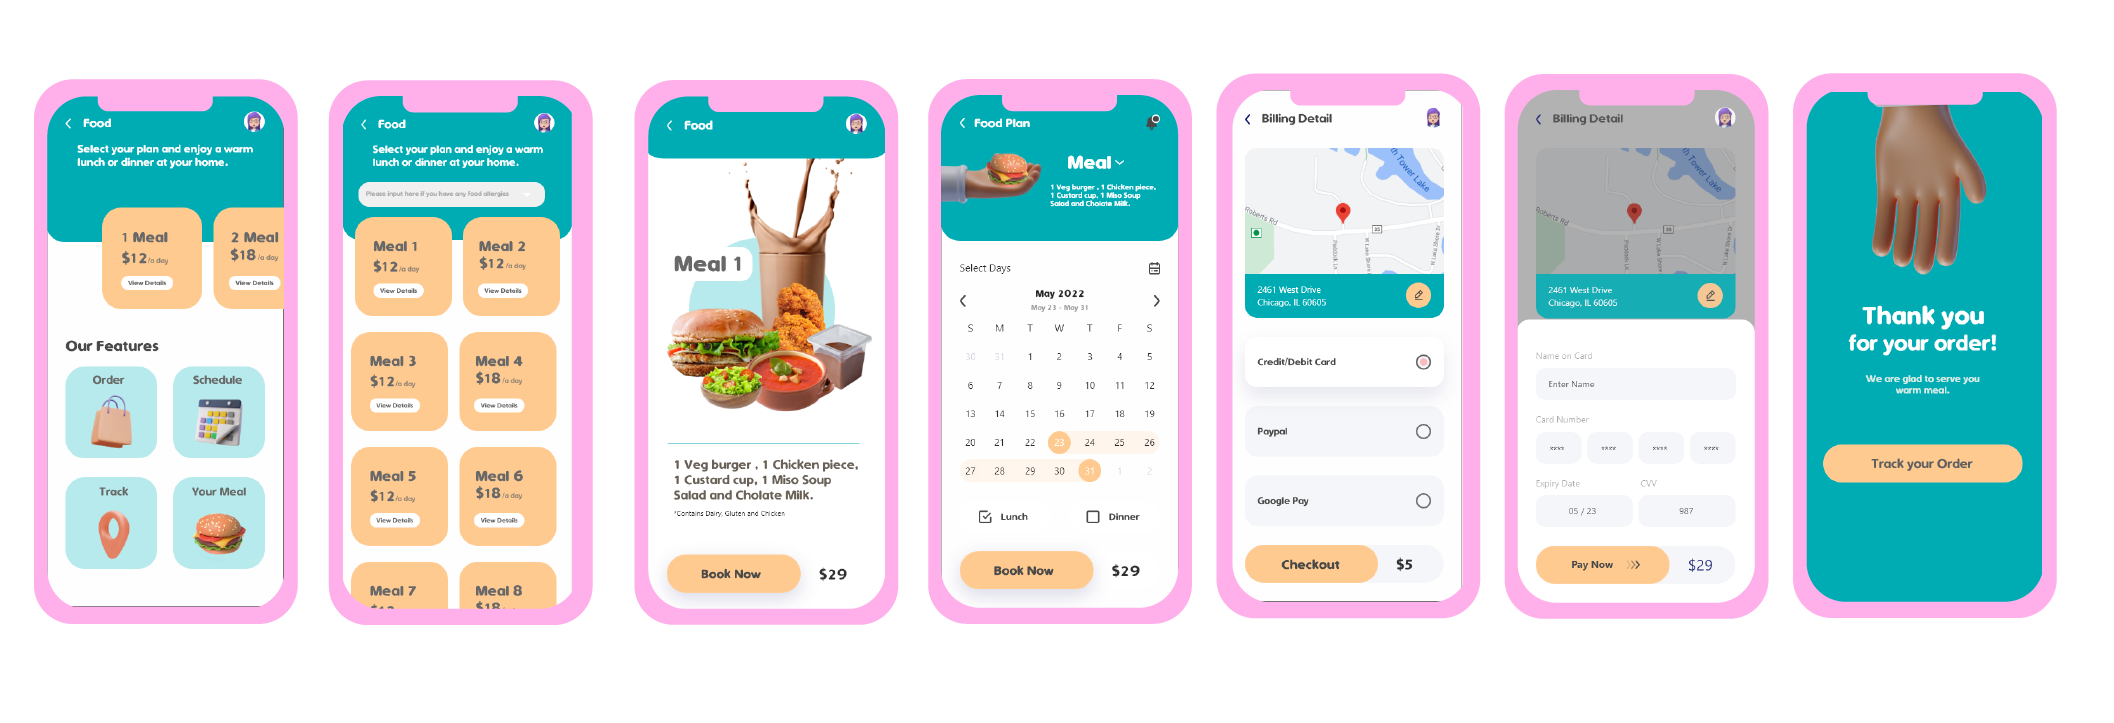 Food
Select your plan and enjoy a warm
lunch or dinner at your home.
1 Meal
$12/a day
View Details
2 Meal
$18/a day
View Details
Our Features
Order
Schedule
Track
Your Meal
Food
Select your plan and enjoy a warm
lunch or dinner at your home.
Please input here if you have any food allergies
Meal 1
$12/a day
View Details
Meal 2
$12/a day
View Details
Meal 3
$12/a day
View Details
Meal 4
$18/a day
View Details
Meal 5
$12/a day
View Details
Meal 6
$18/a day
View Details
Meal 7
$12
Meal 8
$18/a day
Food
Meal 1
1 Veg burger , 1 Chicken piece,
1 Custard cup, 1 Miso Soup
Salad and Cholate Milk.
*Contains Dairy, Gluten and Chicken
Book Now
$29
Food Plan
Meal
1 Veg burger , 1 Chicken piece,
1 Custard cup, 1 Miso Soup
Salad and Cholate Milk.
Select Days
May 2022
May 23 - May 31
S M T W T F S
30 31 1 2 3 4 5
6 7 8 9 10 11 12
13 14 15 16 17 18 19
20 21 22 23 24 25 26
27 28 29 30 31 1 2
Lunch
Dinner
Book Now
$29
Billing Detail
Tower Lake
Roberts Rd
35
2461 West Drive
Chicago, IL 60605
Credit/Debit Card
Paypal
Google Pay
Checkout
$5
Billing Detail
Tower Lake
Roberts Rd
35
2461 West Drive
Chicago, IL 60605
Name on Card
Enter Name
Card Number
**** **** **** ****
Expiry Date
CVV
05 / 23
987
Pay Now
$29
Thank you
for your order!
We are glad to serve you
warm meal.
Track your Order